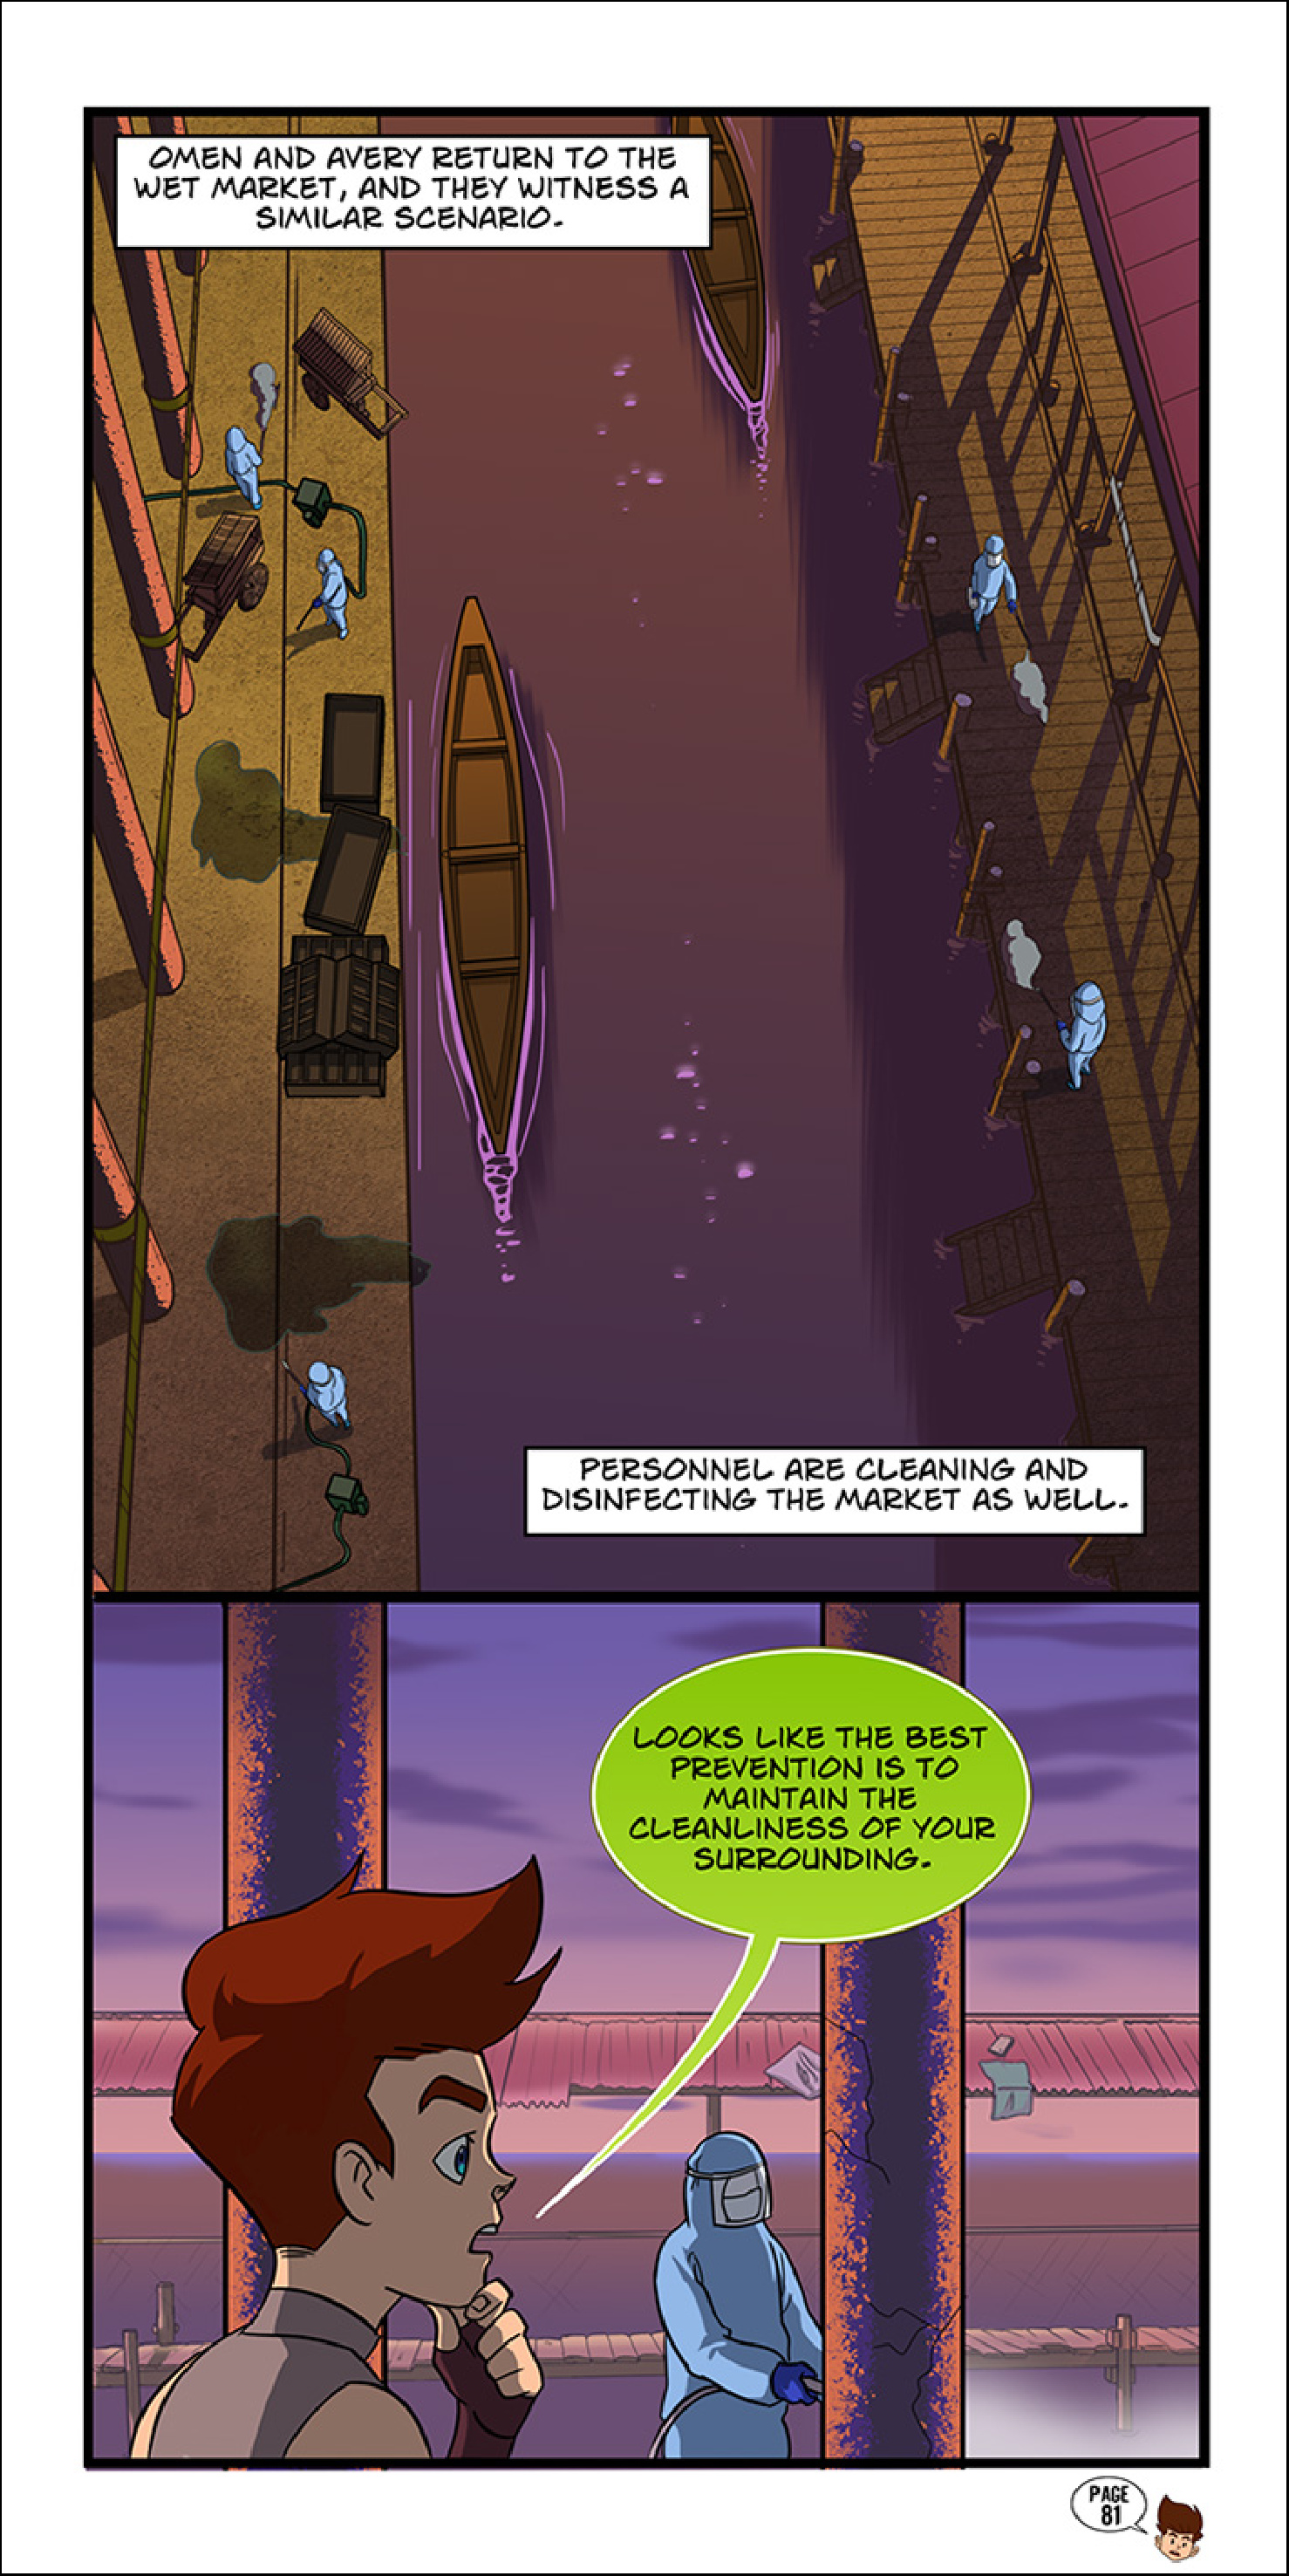 OMEN AND AVERY RETURN TO THE
WET MARKET, AND THEY WITNESS A
SIMILAR SCENARIO.
PERSONNEL ARE CLEANING AND
DISINFECTING THE MARKET AS WELL.
LOOKS LIKE THE BEST
PREVENTION IS TO
MAINTAIN THE
CLEANLINESS OF YOUR
SURROUNDING.
PAGE
81